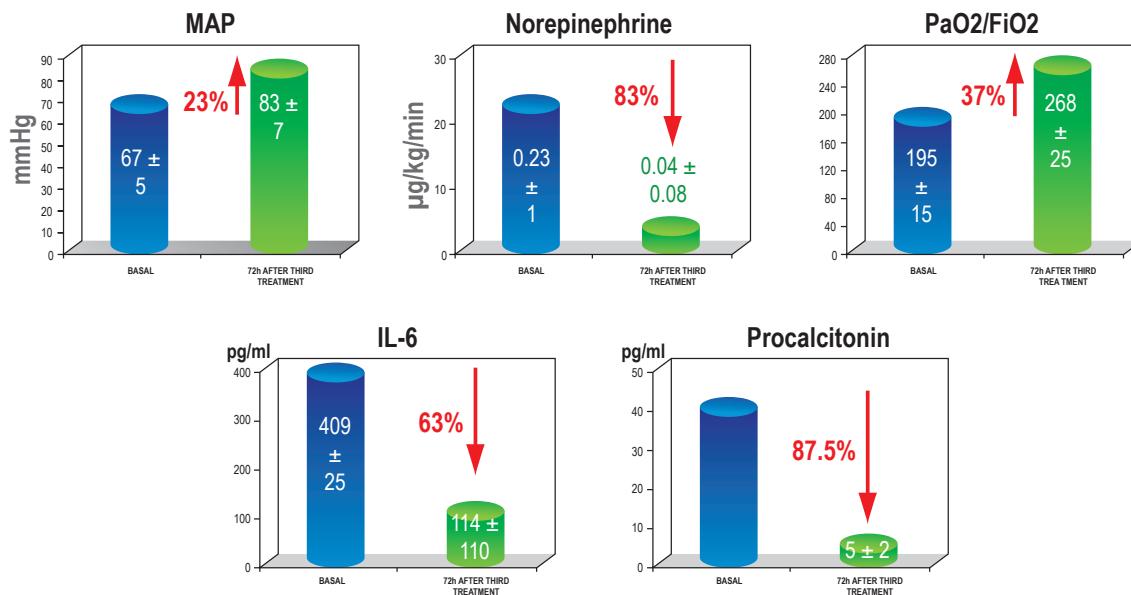 MAP
mmHg
90
80
70
60
50
40
30
20
10
0
23%
67 ±
5
83 ±
7
BASAL
72h AFTER THIRD
TREATMENT
Norepinephrine
µg/kg/min
30
20
10
0
83%
0.23
±
1
0.04 ±
0.08
BASAL
72h AFTER THIRD
TREATMENT
PaO2/FiO2
280
240
200
160
120
80
40
0
37%
195
±
15
268
±
25
BASAL
72h AFTER THIRD
TREA TMENT
IL-6
pg/ml
400
300
200
100
0
63%
409
±
25
114 ±
110
BASAL
72h AFTER THIRD
TREATMENT
Procalcitonin
pg/ml
50
40
30
20
10
0
87.5%
5 ± 2
BASAL
72h AFTER THIRD
TREATMENT